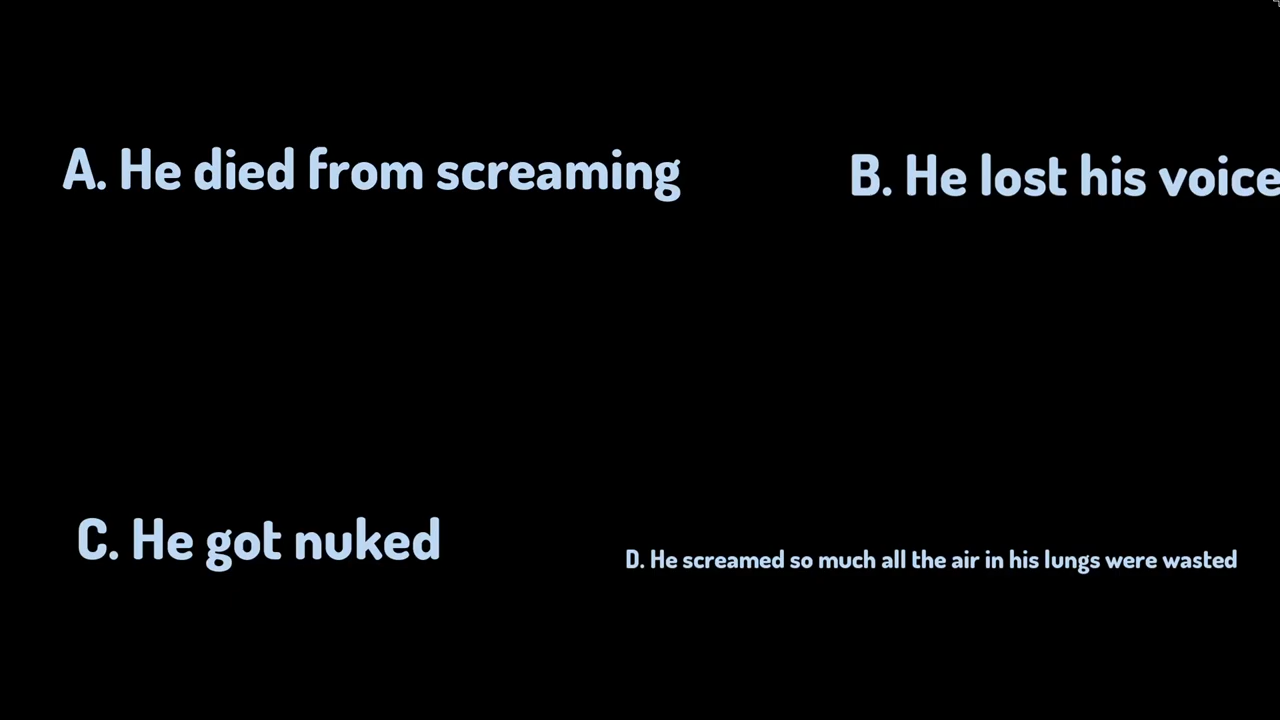 A. He died from screaming
B. He lost his voice
C. He got nuked
D. He screamed so much all the air in his lungs were wasted